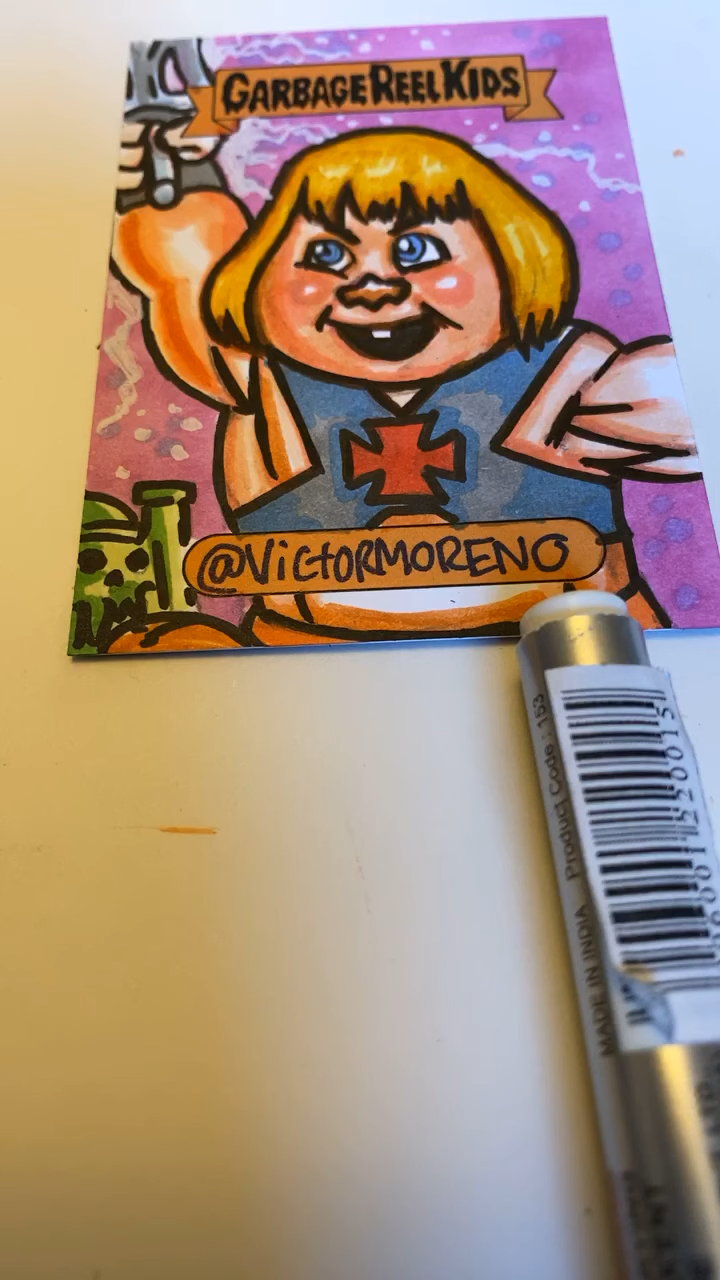 GARBAGE REEL KIDS
@VICTORMORENO
Product Code : 153
MADE IN INDIA